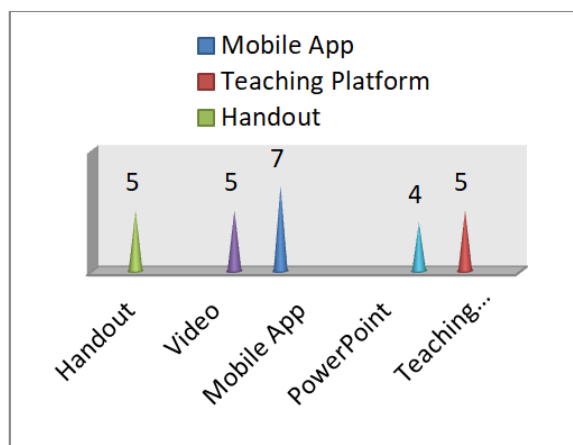 Mobile App
Teaching Platform
Handout
5
5
7
4
5
Handout
Video
Mobile App
PowerPoint
Teaching...